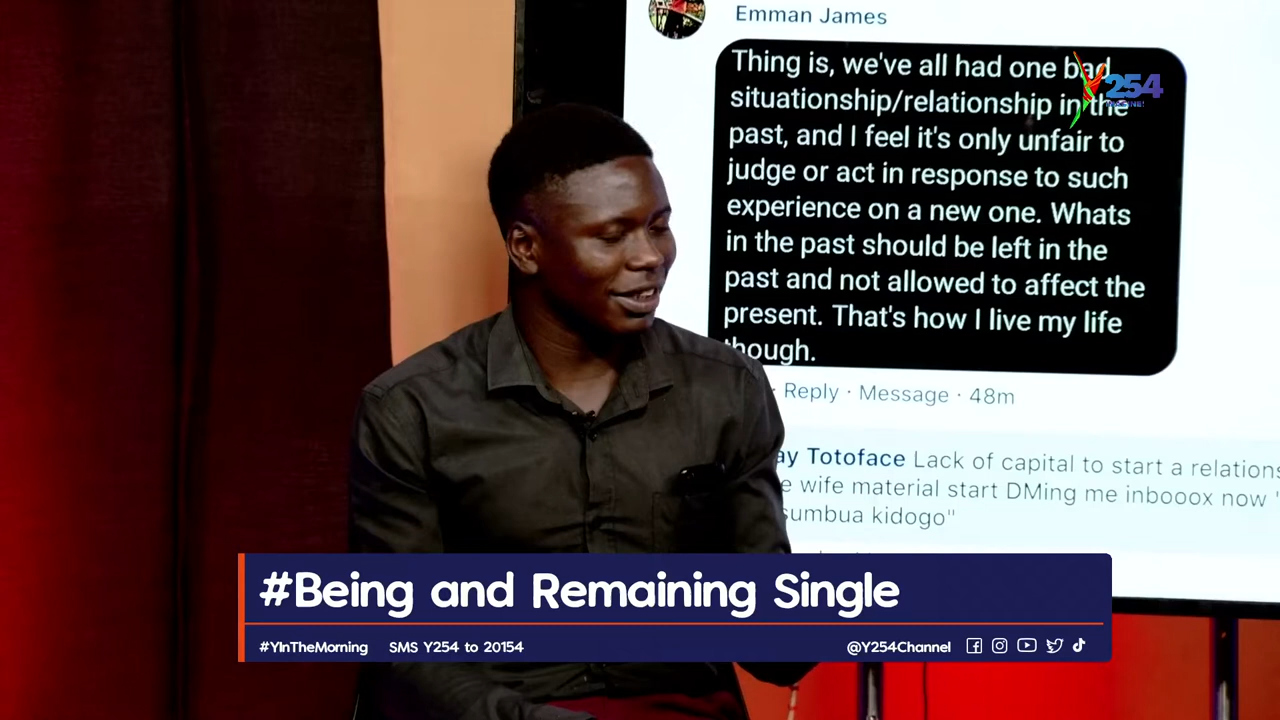 Emman James
Thing is, we've all had one bad
situationship/relationship in the
past, and I feel it's only unfair to
judge or act in response to such
experience on a new one. Whats
in the past should be left in the
past and not allowed to affect the
present. That's how I live my life
though.
Y254
Reply · Message · 48m
Totoface Lack of capital to start a
wife material start DMing me inbooox now "
kidogo"
#Being and Remaining Single
#YInTheMorning SMS Y254 to 20154
@Y254Channel